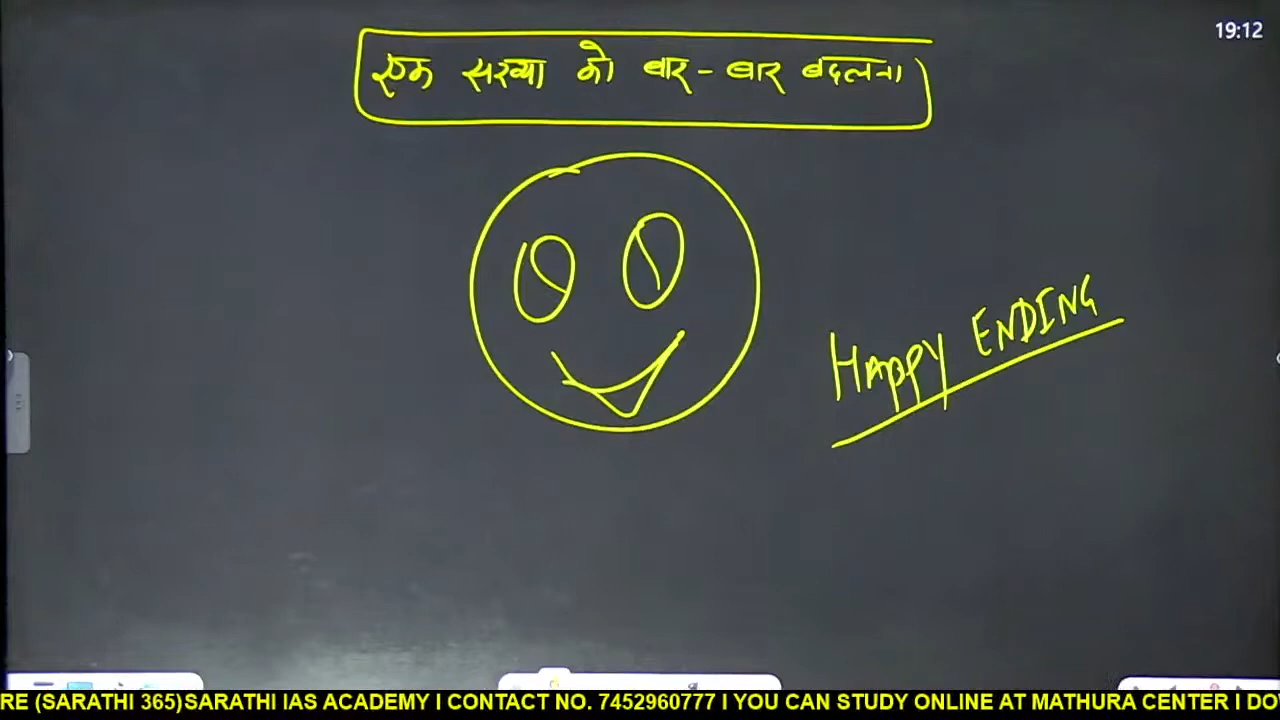 19:12
एक सख्या को बार-बार बदलना
HAPPY ENDING
RE (SARATHI 365)SARATHI IAS ACADEMY I CONTACT NO. 7452960777 I YOU CAN STUDY ONLINE AT MATHURA CENTER I DO